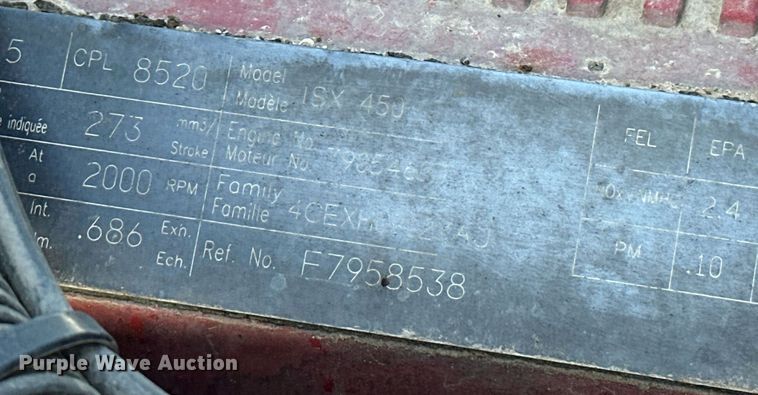 5 CPL 8520 Model
Modèle ISX 450
indiquée 273 mm3/ Stroke Engine No.
Moteur No.
At
a 2000 RPM Family
Famille
Int. .686 Exh.
Ech. Ref. No. F7958538
FEL EPA
2.4
PM .10
Purple Wave Auction